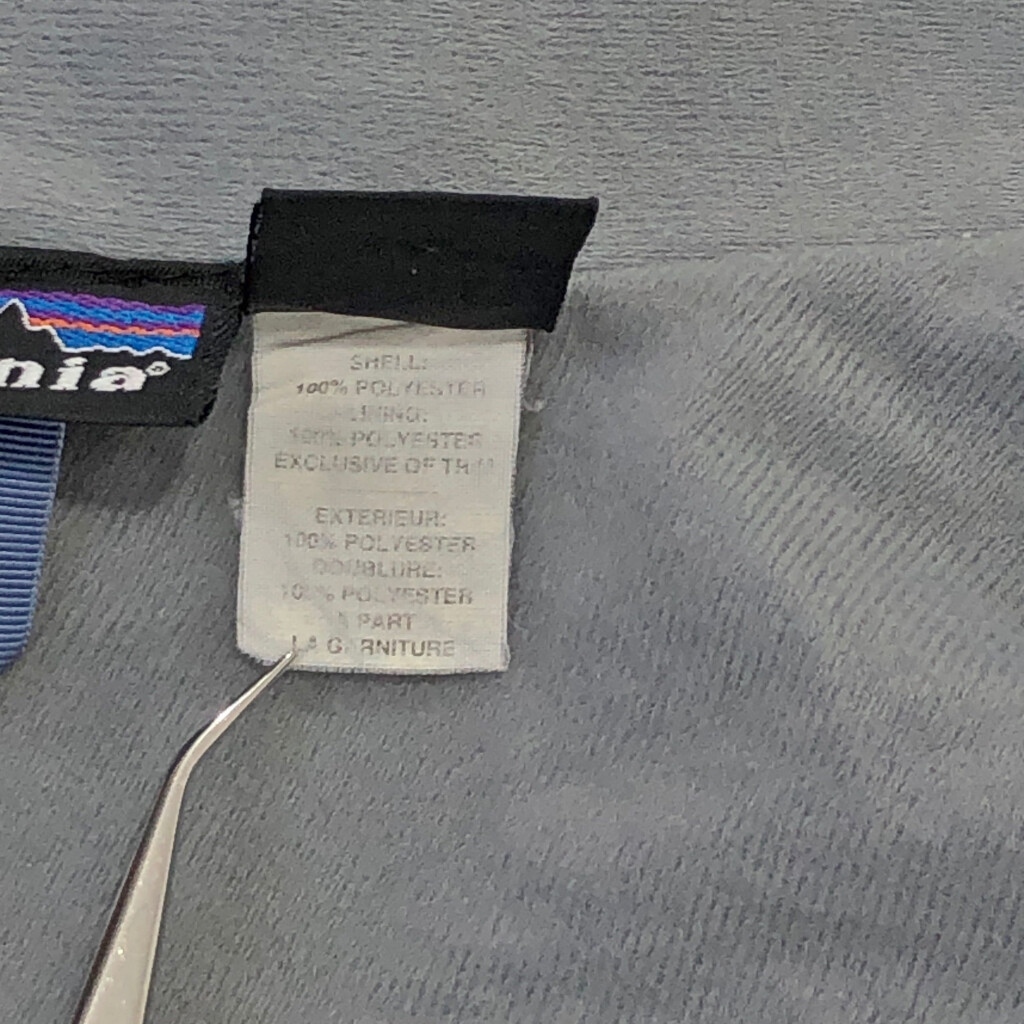 nia®
SHELL:
100% POLYESTER
LINING:
100% POLYESTER
EXCLUSIVE OF TRIM
EXTERIEUR:
100% POLYESTER
DOUBLURE:
100% POLYESTER
A PART
LA GARNITURE